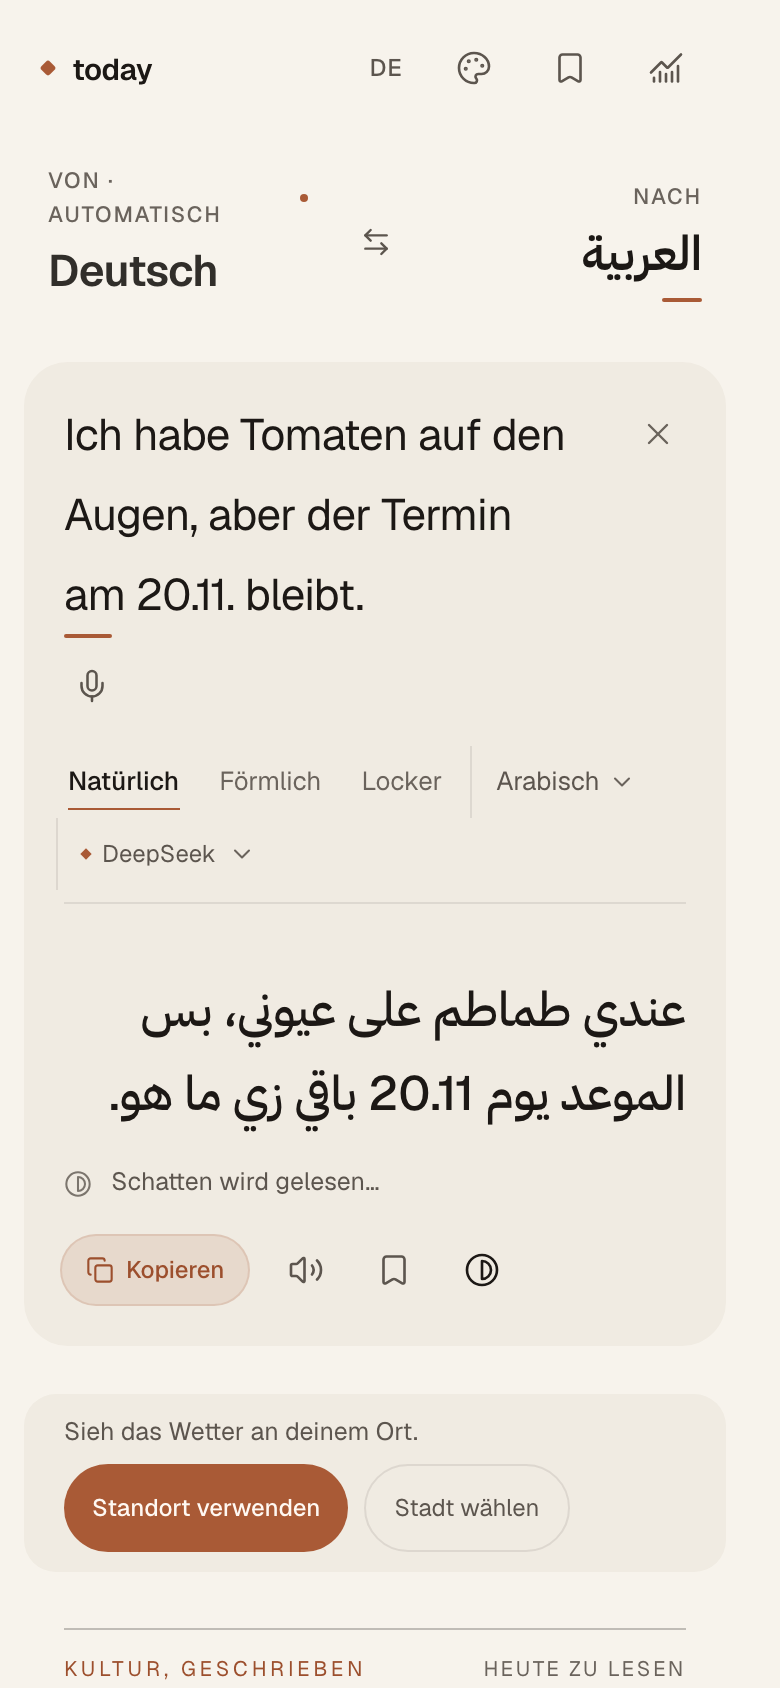 today
DE
VON ·
AUTOMATISCH
Deutsch
NACH
العربية
Ich habe Tomaten auf den
Augen, aber der Termin
am 20.11. bleibt.
Natürlich
Förmlich
Locker
Arabisch
DeepSeek
عندي طماطم على عيوني، بس
الموعد يوم 20.11 باقي زي ما هو.
Schatten wird gelesen…
Kopieren
Sieh das Wetter an deinem Ort.
Standort verwenden
Stadt wählen
KULTUR, GESCHRIEBEN
HEUTE ZU LESEN